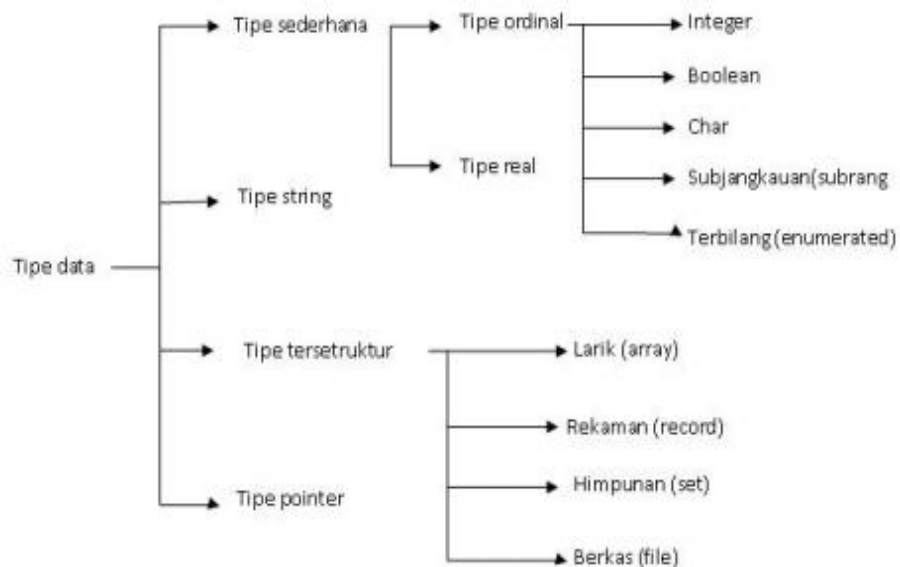 Tipe sederhana
Tipe ordinal
Integer
Boolean
Char
Tipe real
Subjangkauan(subrang
Tipe string
Terbilang (enumerated)
Tipe data
Tipe tersetruktur
Larik (array)
Rekaman (record)
Himpunan (set)
Tipe pointer
Berkas (file)